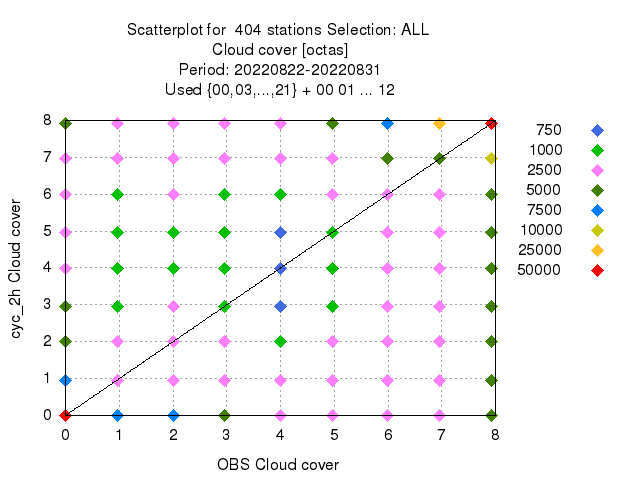 Scatterplot for 404 stations Selection: ALL
Cloud cover [octas]
Period: 20220822-20220831
Used {00,03,...,21} + 00 01 ... 12
8
7
6
5
4
3
2
1
0
cyc_2h Cloud cover
0 1 2 3 4 5 6 7 8
OBS Cloud cover
750
1000
2500
5000
7500
10000
25000
50000